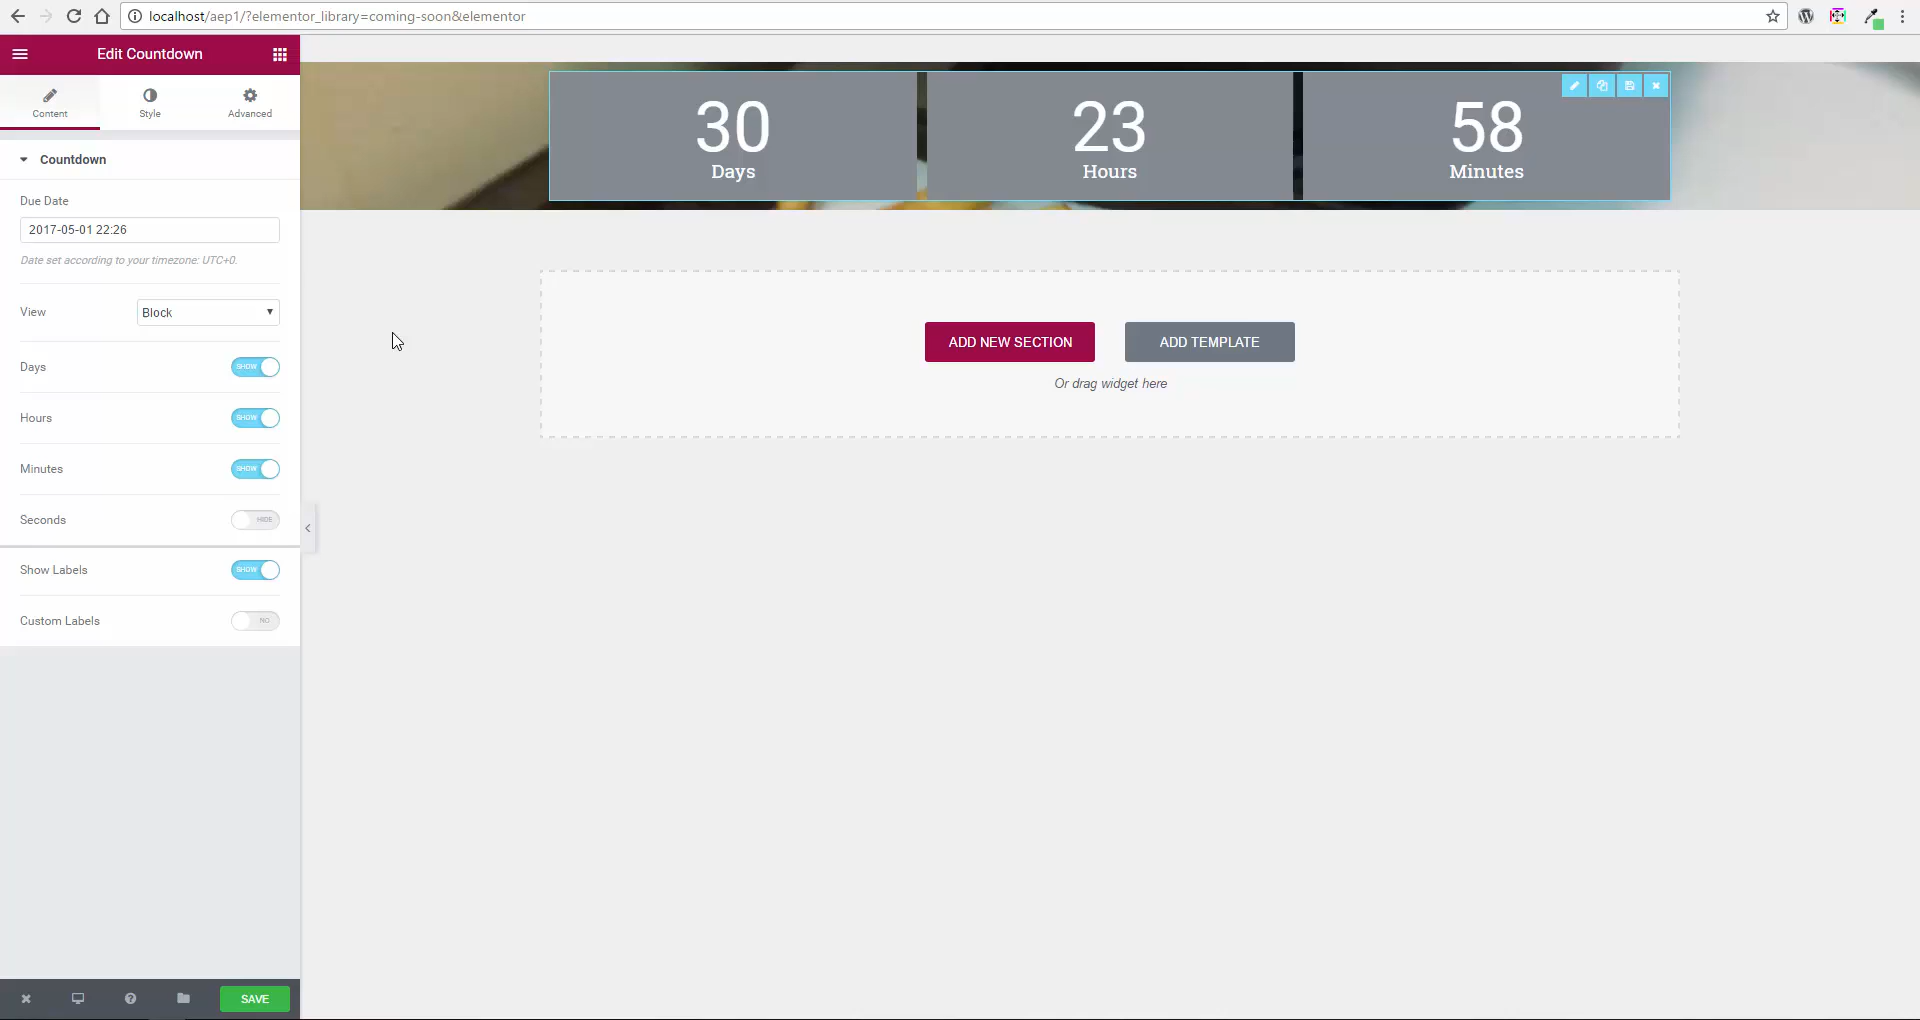 localhost/aep1/?elementor_library=coming-soon&elementor
Edit Countdown
Content
Style
Advanced
Countdown
Due Date
2017-05-01 22:26
Date set according to your timezone: UTC+0.
View
Block
Days
SHOW
Hours
SHOW
Minutes
SHOW
Seconds
HIDE
Show Labels
SHOW
Custom Labels
NO
SAVE
30
Days
23
Hours
58
Minutes
ADD NEW SECTION
ADD TEMPLATE
Or drag widget here